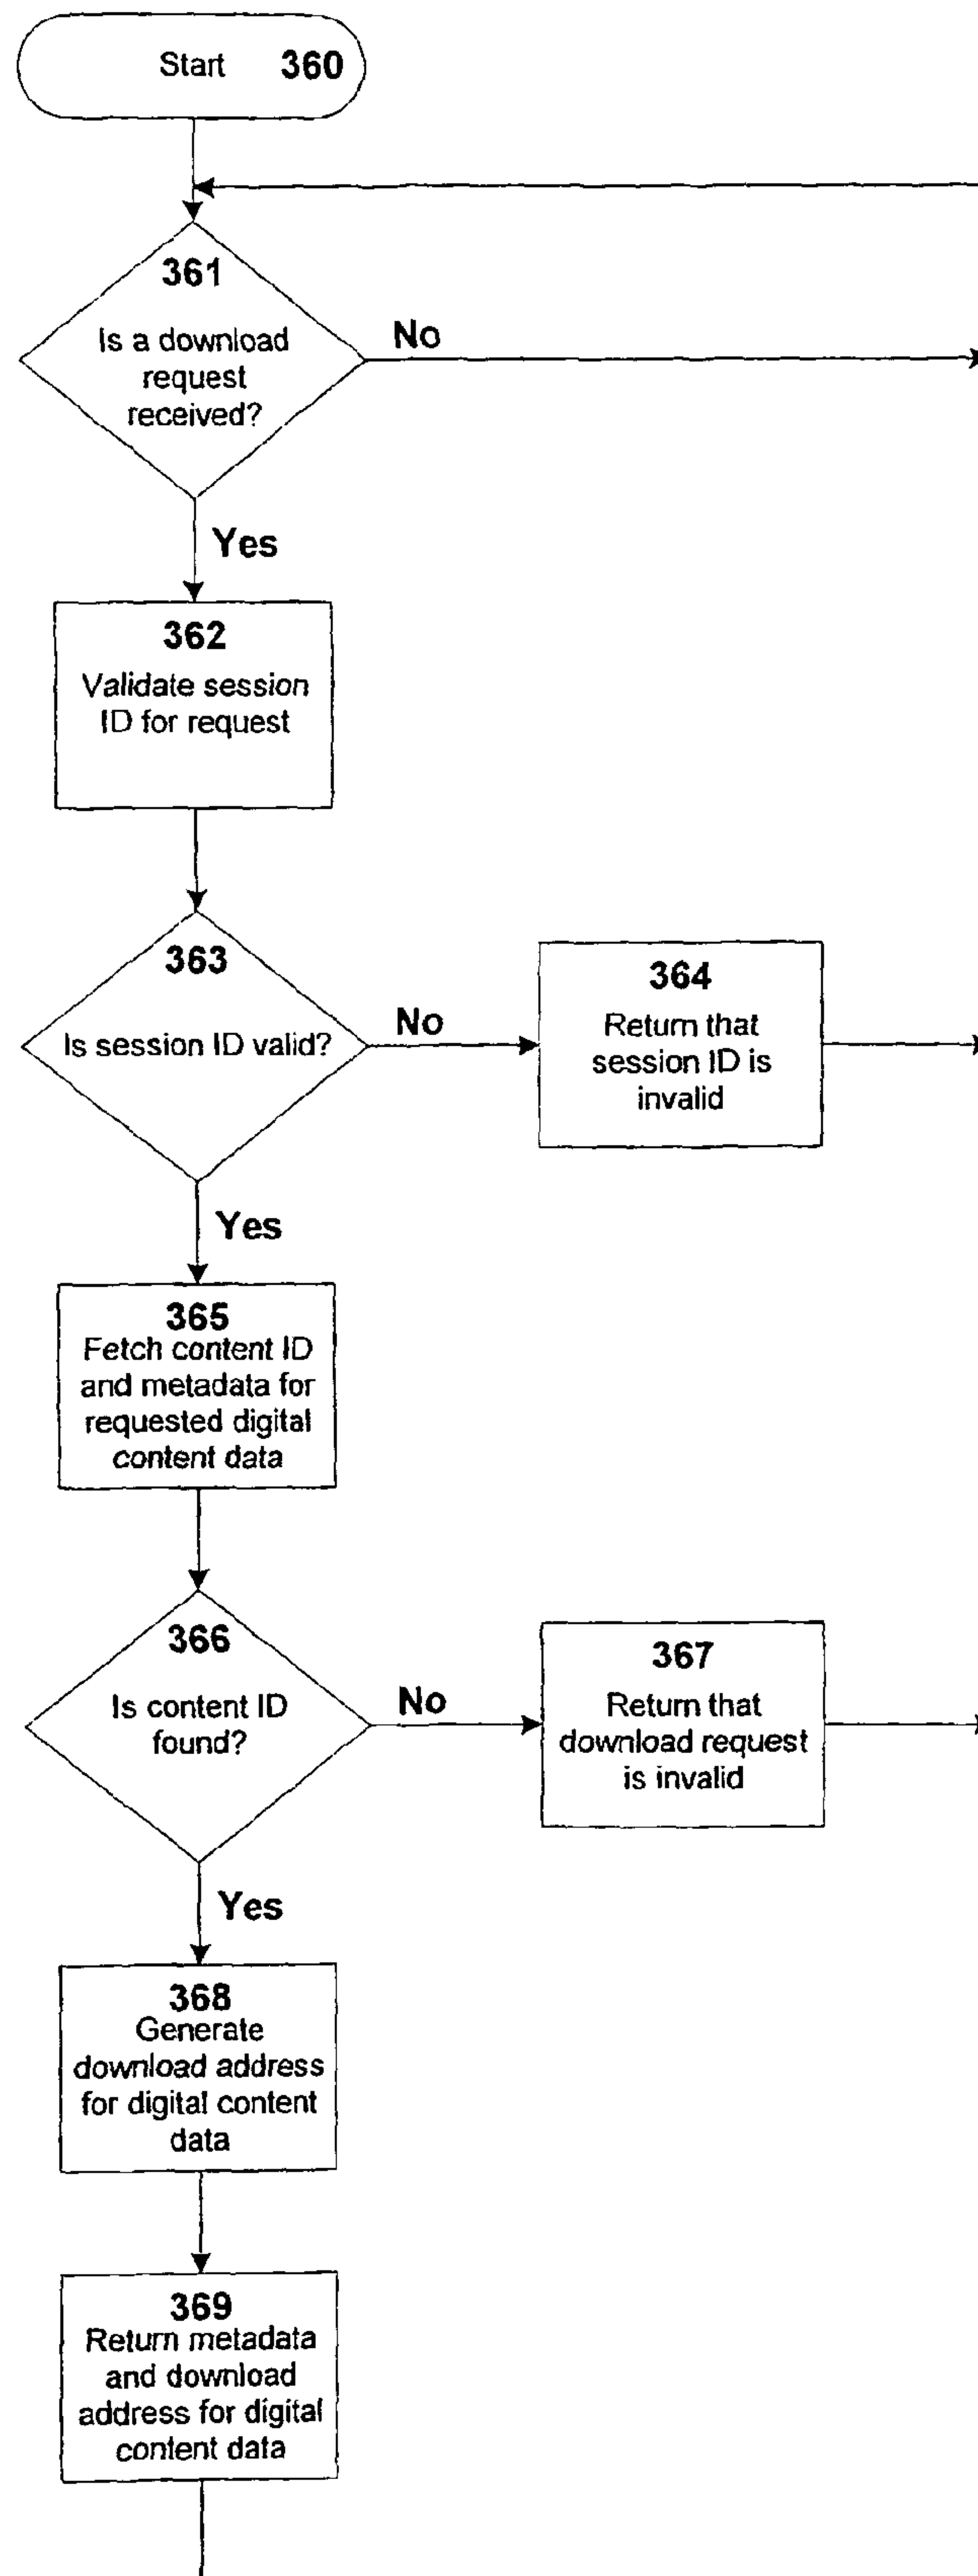 Start 360
361
Is a download
request
received?
No
Yes
362
Validate session
ID for request
363
Is session ID valid?
No
364
Return that
session ID is
invalid
Yes
365
Fetch content ID
and metadata for
requested digital
content data
366
Is content ID
found?
No
367
Return that
download request
is invalid
Yes
368
Generate
download address
for digital content
data
369
Return metadata
and download
address for digital
content data